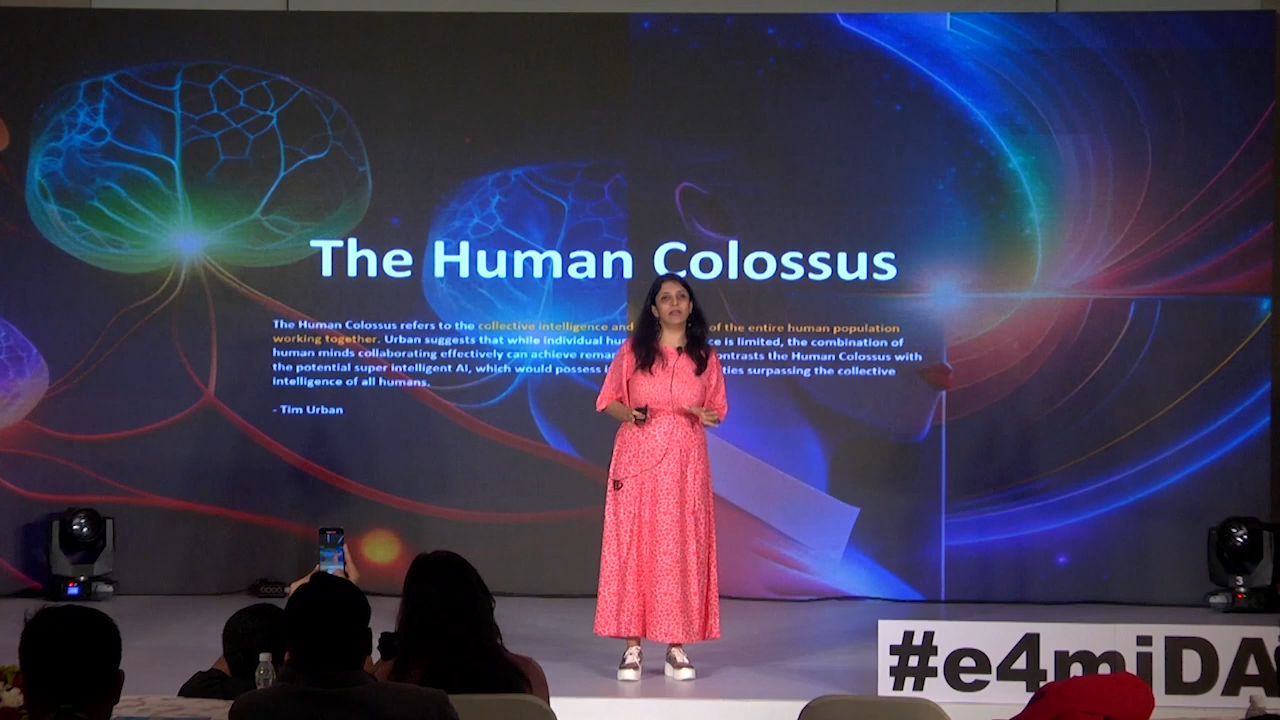 The Human Colossus
The Human Colossus refers to the collective intelligence and of the entire human population
working together. Urban suggests that while individual is limited, the combination of
human minds collaborating effectively can achieve contrasts the Human Colossus with
the potential super intelligent AI, which would possess surpassing the collective
intelligence of all humans.
- Tim Urban
#e4miDA